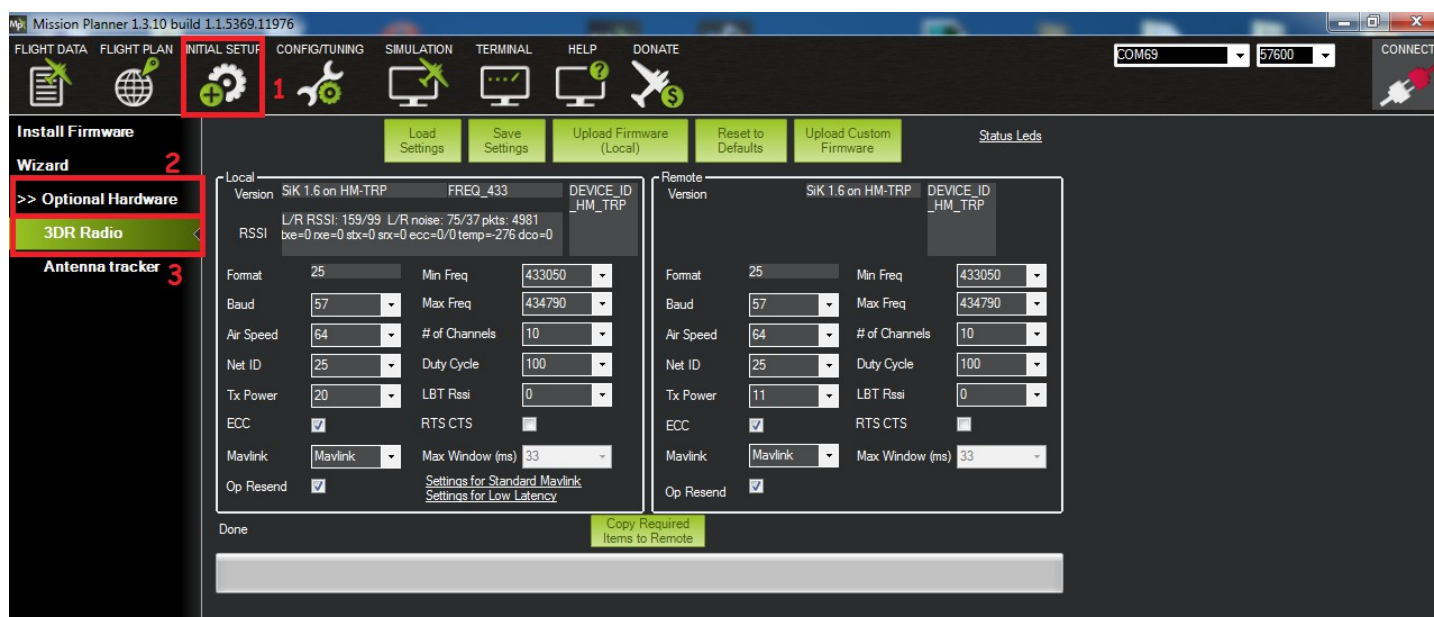 Mission Planner 1.3.10 build 1.1.5369.11976
FLIGHT DATA FLIGHT PLAN INITIAL SETUP CONFIG/TUNING SIMULATION TERMINAL HELP DONATE
COM69 57600 CONNECT
1
Install Firmware
Wizard
2
>> Optional Hardware
3DR Radio
Antenna tracker
3
Load Settings
Save Settings
Upload Firmware (Local)
Reset to Defaults
Upload Custom Firmware
Status Leds
Local
Version SiK 1.6 on HM-TRP FREQ_433 DEVICE_ID_HM_TRP
RSSI
L/R RSSI: 159/99 L/R noise: 75/37 pkts: 4981
txe=0 rxe=0 stx=0 srx=0 ecc=0/0 temp=-276 dco=0
Format 25 Min Freq 433050
Baud 57 Max Freq 434790
Air Speed 64 # of Channels 10
Net ID 25 Duty Cycle 100
Tx Power 20 LBT Rssi 0
ECC RTS CTS
Mavlink Mavlink Max Window (ms) 33
Op Resend
Settings for Standard Mavlink
Settings for Low Latency
Remote
Version SiK 1.6 on HM-TRP DEVICE_ID_HM_TRP
Format 25 Min Freq 433050
Baud 57 Max Freq 434790
Air Speed 64 # of Channels 10
Net ID 25 Duty Cycle 100
Tx Power 11 LBT Rssi 0
ECC RTS CTS
Mavlink Mavlink Max Window (ms) 33
Op Resend
Done
Copy Required
Items to Remote